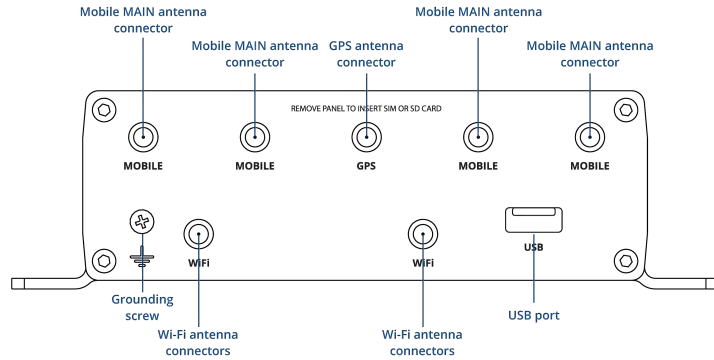 Mobile MAIN antenna
connector
Mobile MAIN antenna
connector
Mobile MAIN antenna
connector
GPS antenna
connector
Mobile MAIN antenna
connector
REMOVE PANEL TO INSERT SIM OR SD CARD
MOBILE
MOBILE
GPS
MOBILE
MOBILE
WiFi
WiFi
USB
Grounding
screw
Wi-Fi antenna
connectors
Wi-Fi antenna
connectors
USB port